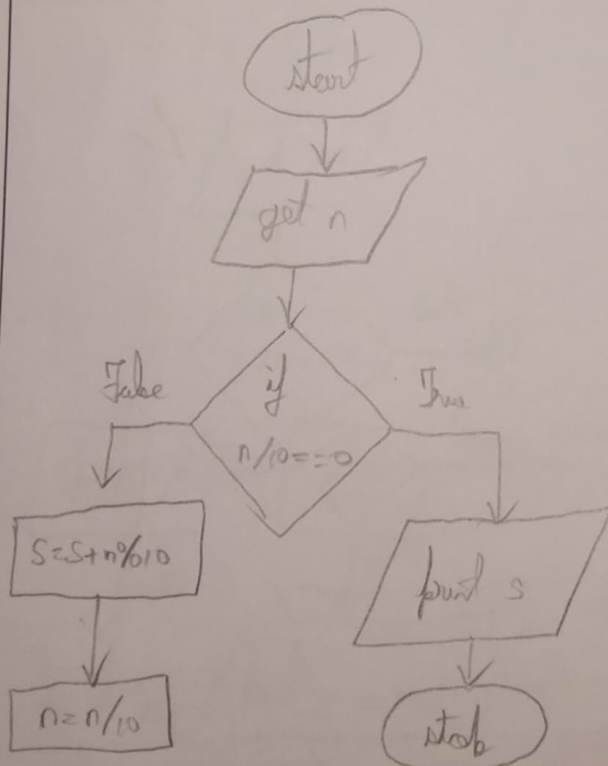 start
get n
False
if
n/10==0
True
S=S+n%10
print s
n=n/10
stop